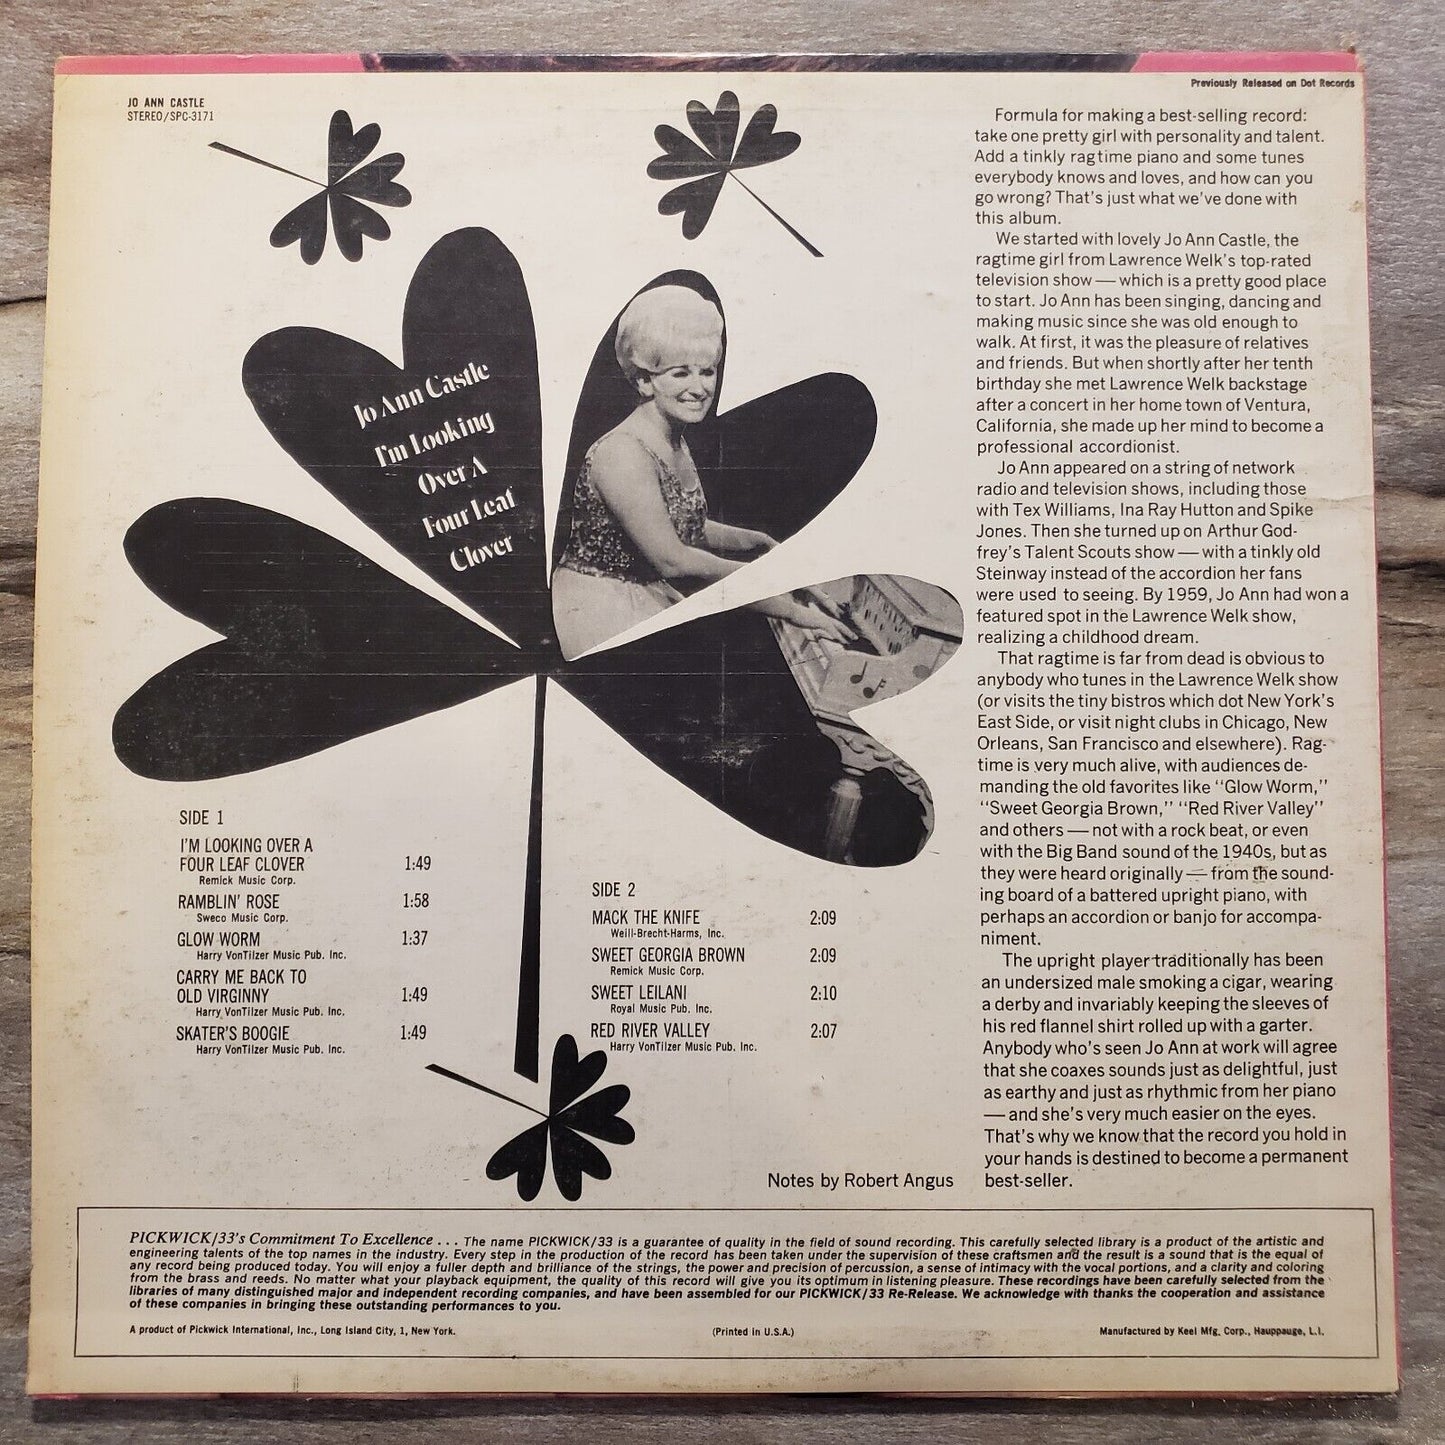 JO ANN CASTLE
STEREO/SPC-3171
Previously Released on Dot Records
Jo Ann Castle
I'm Looking
Over A
Four Leaf
Clover
SIDE 1
I'M LOOKING OVER A
FOUR LEAF CLOVER 1:49
Remick Music Corp.
RAMBLIN' ROSE 1:58
Sweco Music Corp.
GLOW WORM 1:37
Harry VonTilzer Music Pub. Inc.
CARRY ME BACK TO
OLD VIRGINNY 1:49
Harry VonTilzer Music Pub. Inc.
SKATER'S BOOGIE 1:49
Harry VonTilzer Music Pub. Inc.
SIDE 2
MACK THE KNIFE 2:09
Weill-Brecht-Harms, Inc.
SWEET GEORGIA BROWN 2:09
Remick Music Corp.
SWEET LEILANI 2:10
Royal Music Pub. Inc.
RED RIVER VALLEY 2:07
Harry VonTilzer Music Pub. Inc.
Formula for making a best-selling record:
take one pretty girl with personality and talent.
Add a tinkly ragtime piano and some tunes
everybody knows and loves, and how can you
go wrong? That's just what we've done with
this album.
We started with lovely Jo Ann Castle, the
ragtime girl from Lawrence Welk's top-rated
television show — which is a pretty good place
to start. Jo Ann has been singing, dancing and
making music since she was old enough to
walk. At first, it was the pleasure of relatives
and friends. But when shortly after her tenth
birthday she met Lawrence Welk backstage
after a concert in her home town of Ventura,
California, she made up her mind to become a
professional accordionist.
Jo Ann appeared on a string of network
radio and television shows, including those
with Tex Williams, Ina Ray Hutton and Spike
Jones. Then she turned up on Arthur God-
frey's Talent Scouts show — with a tinkly old
Steinway instead of the accordion her fans
were used to seeing. By 1959, Jo Ann had won a
featured spot in the Lawrence Welk show,
realizing a childhood dream.
That ragtime is far from dead is obvious to
anybody who tunes in the Lawrence Welk show
(or visits the tiny bistros which dot New York's
East Side, or visit night clubs in Chicago, New
Orleans, San Francisco and elsewhere). Rag-
time is very much alive, with audiences de-
manding the old favorites like "Glow Worm,"
"Sweet Georgia Brown," "Red River Valley"
and others — not with a rock beat, or even
with the Big Band sound of the 1940s, but as
they were heard originally — from the sound-
ing board of a battered upright piano, with
perhaps an accordion or banjo for accompa-
niment.
The upright player traditionally has been
an undersized male smoking a cigar, wearing
a derby and invariably keeping the sleeves of
his red flannel shirt rolled up with a garter.
Anybody who's seen Jo Ann at work will agree
that she coaxes sounds just as delightful, just
as earthy and just as rhythmic from her piano
— and she's very much easier on the eyes.
That's why we know that the record you hold in
your hands is destined to become a permanent
best-seller.
Notes by Robert Angus
PICKWICK/33's Commitment To Excellence . . . The name PICKWICK/33 is a guarantee of quality in the field of sound recording. This carefully selected library is a product of the artistic and
engineering talents of the top names in the industry. Every step in the production of the record has been taken under the supervision of these craftsmen and the result is a sound that is the equal of
any record being produced today. You will enjoy a fuller depth and brilliance of the strings, the power and precision of percussion, a sense of intimacy with the vocal portions, and a clarity and coloring
from the brass and reeds. No matter what your playback equipment, the quality of this record will give you its optimum in listening pleasure. These recordings have been carefully selected from the
libraries of many distinguished major and independent recording companies, and have been assembled for our PICKWICK/33 Re-Release. We acknowledge with thanks the cooperation and assistance
of these companies in bringing these outstanding performances to you.
A product of Pickwick International, Inc., Long Island City, 1, New York. (Printed in U.S.A.) Manufactured by Keel Mfg. Corp., Hauppauge, L.I.